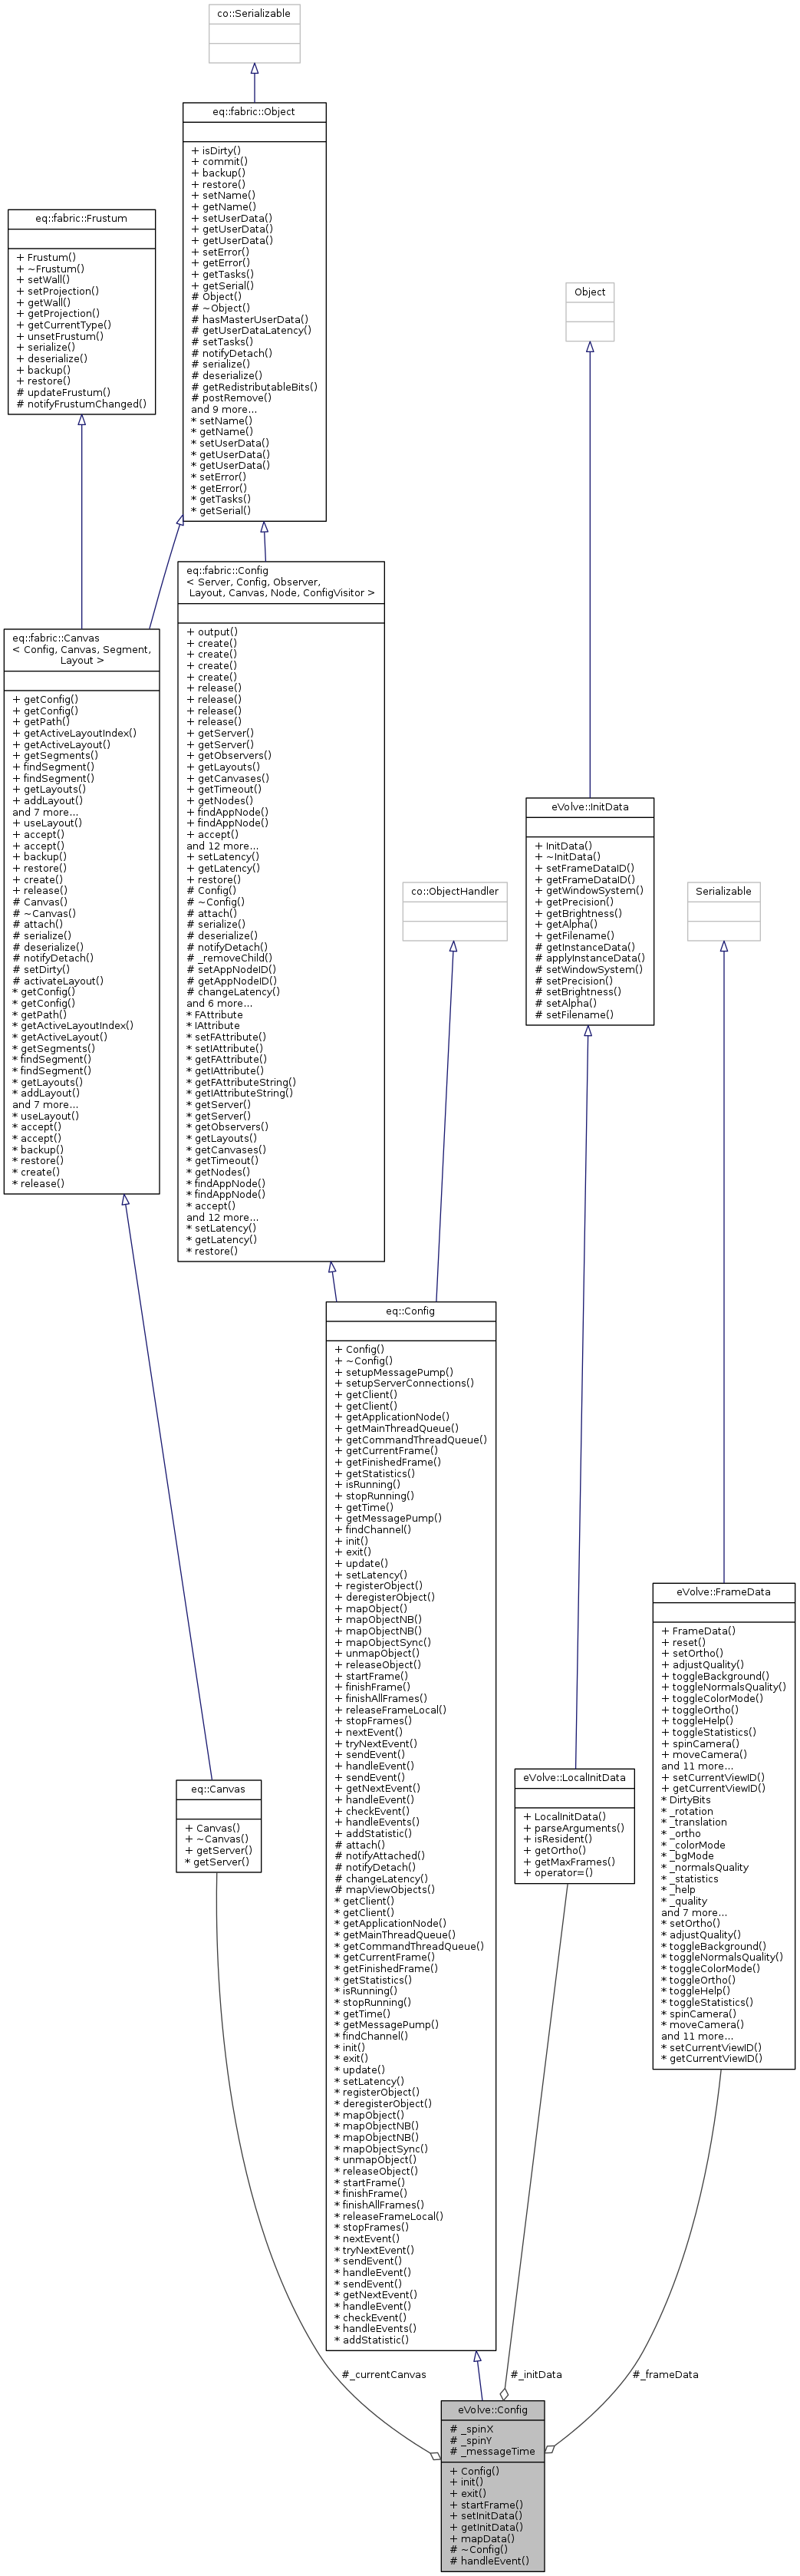 co::Serializable
eq::fabric::Object
+ isDirty()
+ commit()
+ backup()
+ restore()
+ setName()
+ getName()
+ setUserData()
+ getUserData()
+ getUserData()
+ setError()
+ getError()
+ getTasks()
+ getSerial()
# Object()
# ~Object()
# hasMasterUserData()
# getUserDataLatency()
# setTasks()
# notifyDetach()
# serialize()
# deserialize()
# getRedistributableBits()
# postRemove()
and 9 more...
* setName()
* getName()
* setUserData()
* getUserData()
* getUserData()
* setError()
* getError()
* getTasks()
* getSerial()
eq::fabric::Frustum
+ Frustum()
+ ~Frustum()
+ setWall()
+ setProjection()
+ getWall()
+ getProjection()
+ getCurrentType()
+ unsetFrustum()
+ serialize()
+ deserialize()
+ backup()
+ restore()
# updateFrustum()
# notifyFrustumChanged()
Object
eq::fabric::Config
< Server, Config, Observer,
Layout, Canvas, Node, ConfigVisitor >
+ output()
+ create()
+ create()
+ create()
+ create()
+ release()
+ release()
+ release()
+ release()
+ getServer()
+ getServer()
+ getObservers()
+ getLayouts()
+ getCanvases()
+ getTimeout()
+ getNodes()
+ findAppNode()
+ findAppNode()
+ accept()
and 12 more...
+ setLatency()
+ getLatency()
+ restore()
# Config()
# ~Config()
# attach()
# serialize()
# deserialize()
# notifyDetach()
# _removeChild()
# setAppNodeID()
# getAppNodeID()
# changeLatency()
and 6 more...
* FAttribute
* IAttribute
* setFAttribute()
* setIAttribute()
* getFAttribute()
* getIAttribute()
* getFAttributeString()
* getIAttributeString()
* getServer()
* getServer()
* getObservers()
* getLayouts()
* getCanvases()
* getTimeout()
* getNodes()
* findAppNode()
* findAppNode()
* accept()
and 12 more...
* setLatency()
* getLatency()
* restore()
eq::fabric::Canvas
< Config, Canvas, Segment,
Layout >
+ getConfig()
+ getConfig()
+ getPath()
+ getActiveLayoutIndex()
+ getActiveLayout()
+ getSegments()
+ findSegment()
+ findSegment()
+ getLayouts()
+ addLayout()
and 7 more...
+ useLayout()
+ accept()
+ accept()
+ backup()
+ restore()
+ create()
+ release()
# Canvas()
# ~Canvas()
# attach()
# serialize()
# deserialize()
# notifyDetach()
# setDirty()
# activateLayout()
* getConfig()
* getConfig()
* getPath()
* getActiveLayoutIndex()
* getActiveLayout()
* getSegments()
* findSegment()
* findSegment()
* getLayouts()
* addLayout()
and 7 more...
* useLayout()
* accept()
* accept()
* backup()
* restore()
* create()
* release()
eVolve::InitData
+ InitData()
+ ~InitData()
+ setFrameDataID()
+ getFrameDataID()
+ getWindowSystem()
+ getPrecision()
+ getBrightness()
+ getAlpha()
+ getFilename()
# getInstanceData()
# applyInstanceData()
# setWindowSystem()
# setPrecision()
# setBrightness()
# setAlpha()
# setFilename()
co::ObjectHandler
Serializable
eq::Config
+ Config()
+ ~Config()
+ setupMessagePump()
+ setupServerConnections()
+ getClient()
+ getClient()
+ getApplicationNode()
+ getMainThreadQueue()
+ getCommandThreadQueue()
+ getCurrentFrame()
+ getFinishedFrame()
+ getStatistics()
+ isRunning()
+ stopRunning()
+ getTime()
+ getMessagePump()
+ findChannel()
+ init()
+ exit()
+ update()
+ setLatency()
+ registerObject()
+ deregisterObject()
+ mapObject()
+ mapObjectNB()
+ mapObjectNB()
+ mapObjectSync()
+ unmapObject()
+ releaseObject()
+ startFrame()
+ finishFrame()
+ finishAllFrames()
+ releaseFrameLocal()
+ stopFrames()
+ nextEvent()
+ tryNextEvent()
+ sendEvent()
+ handleEvent()
+ sendEvent()
+ getNextEvent()
+ handleEvent()
+ checkEvent()
+ handleEvents()
+ addStatistic()
# attach()
# notifyAttached()
# notifyDetach()
# changeLatency()
# mapViewObjects()
* getClient()
* getClient()
* getApplicationNode()
* getMainThreadQueue()
* getCommandThreadQueue()
* getCurrentFrame()
* getFinishedFrame()
* getStatistics()
* isRunning()
* stopRunning()
* getTime()
* getMessagePump()
* findChannel()
* init()
* exit()
* update()
* setLatency()
* registerObject()
* deregisterObject()
* mapObject()
* mapObjectNB()
* mapObjectNB()
* mapObjectSync()
* unmapObject()
* releaseObject()
* startFrame()
* finishFrame()
* finishAllFrames()
* releaseFrameLocal()
* stopFrames()
* nextEvent()
* tryNextEvent()
* sendEvent()
* handleEvent()
* sendEvent()
* getNextEvent()
* handleEvent()
* checkEvent()
* handleEvents()
* addStatistic()
eVolve::FrameData
+ FrameData()
+ reset()
+ setOrtho()
+ adjustQuality()
+ toggleBackground()
+ toggleNormalsQuality()
+ toggleColorMode()
+ toggleOrtho()
+ toggleHelp()
+ toggleStatistics()
+ spinCamera()
+ moveCamera()
and 11 more...
+ setCurrentViewID()
+ getCurrentViewID()
* DirtyBits
* _rotation
* _translation
* _ortho
* _colorMode
* _bgMode
* _normalsQuality
* _statistics
* _help
* _quality
and 7 more...
* setOrtho()
* adjustQuality()
* toggleBackground()
* toggleNormalsQuality()
* toggleColorMode()
* toggleOrtho()
* toggleHelp()
* toggleStatistics()
* spinCamera()
* moveCamera()
and 11 more...
* setCurrentViewID()
* getCurrentViewID()
eq::Canvas
+ Canvas()
+ ~Canvas()
+ getServer()
* getServer()
eVolve::LocalInitData
+ LocalInitData()
+ parseArguments()
+ isResident()
+ getOrtho()
+ getMaxFrames()
+ operator=()
#_currentCanvas
#_initData
#_frameData
eVolve::Config
# _spinX
# _spinY
# _messageTime
+ Config()
+ init()
+ exit()
+ startFrame()
+ setInitData()
+ getInitData()
+ mapData()
# ~Config()
# handleEvent()